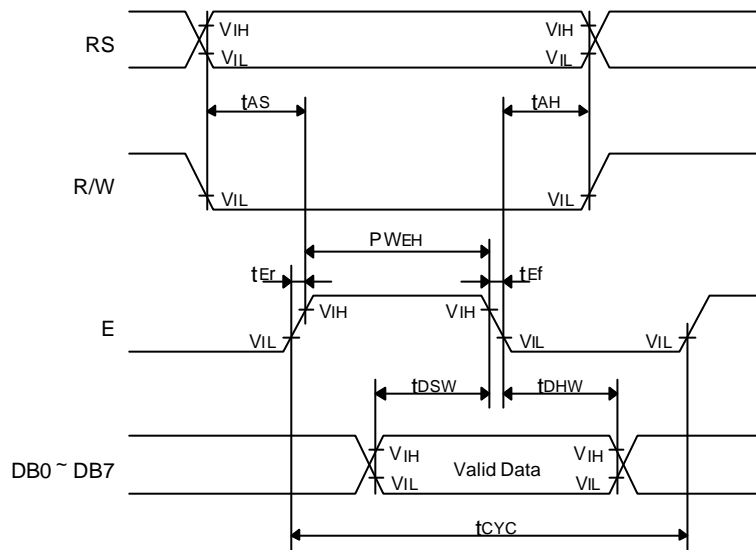 RS
VIH
VIH
VIL
VIL
tAS
tAH
R/W
VIL
VIL
PWEH
tEr
tEf
E
VIH
VIH
VIL
VIL
VIL
tDSW
tDHW
DB0 ~ DB7
VIH
Valid Data
VIH
VIL
VIL
tCYC